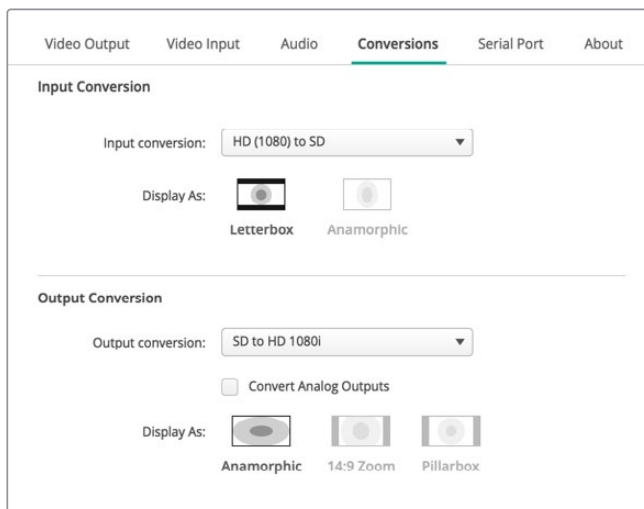 Video Output Video Input Audio Conversions Serial Port About
Input Conversion
Input conversion: HD (1080) to SD
Display As:
Letterbox Anamorphic
Output Conversion
Output conversion: SD to HD 1080i
Convert Analog Outputs
Display As:
Anamorphic 14:9 Zoom Pillarbox